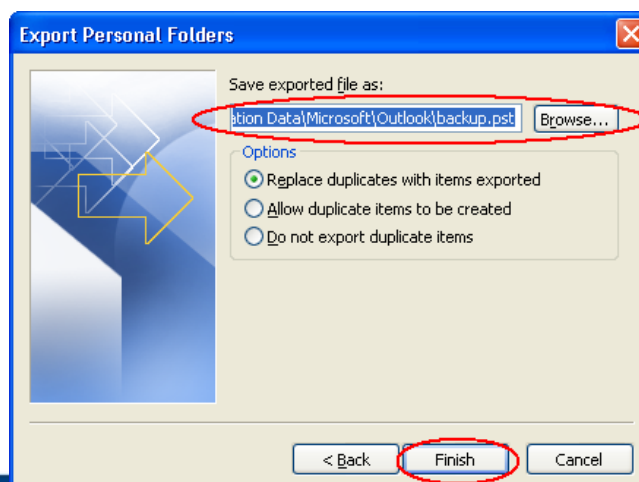 Export Personal Folders
Save exported file as:
ation Data\Microsoft\Outlook\backup.pst
Browse...
Options
Replace duplicates with items exported
Allow duplicate items to be created
Do not export duplicate items
< Back
Finish
Cancel